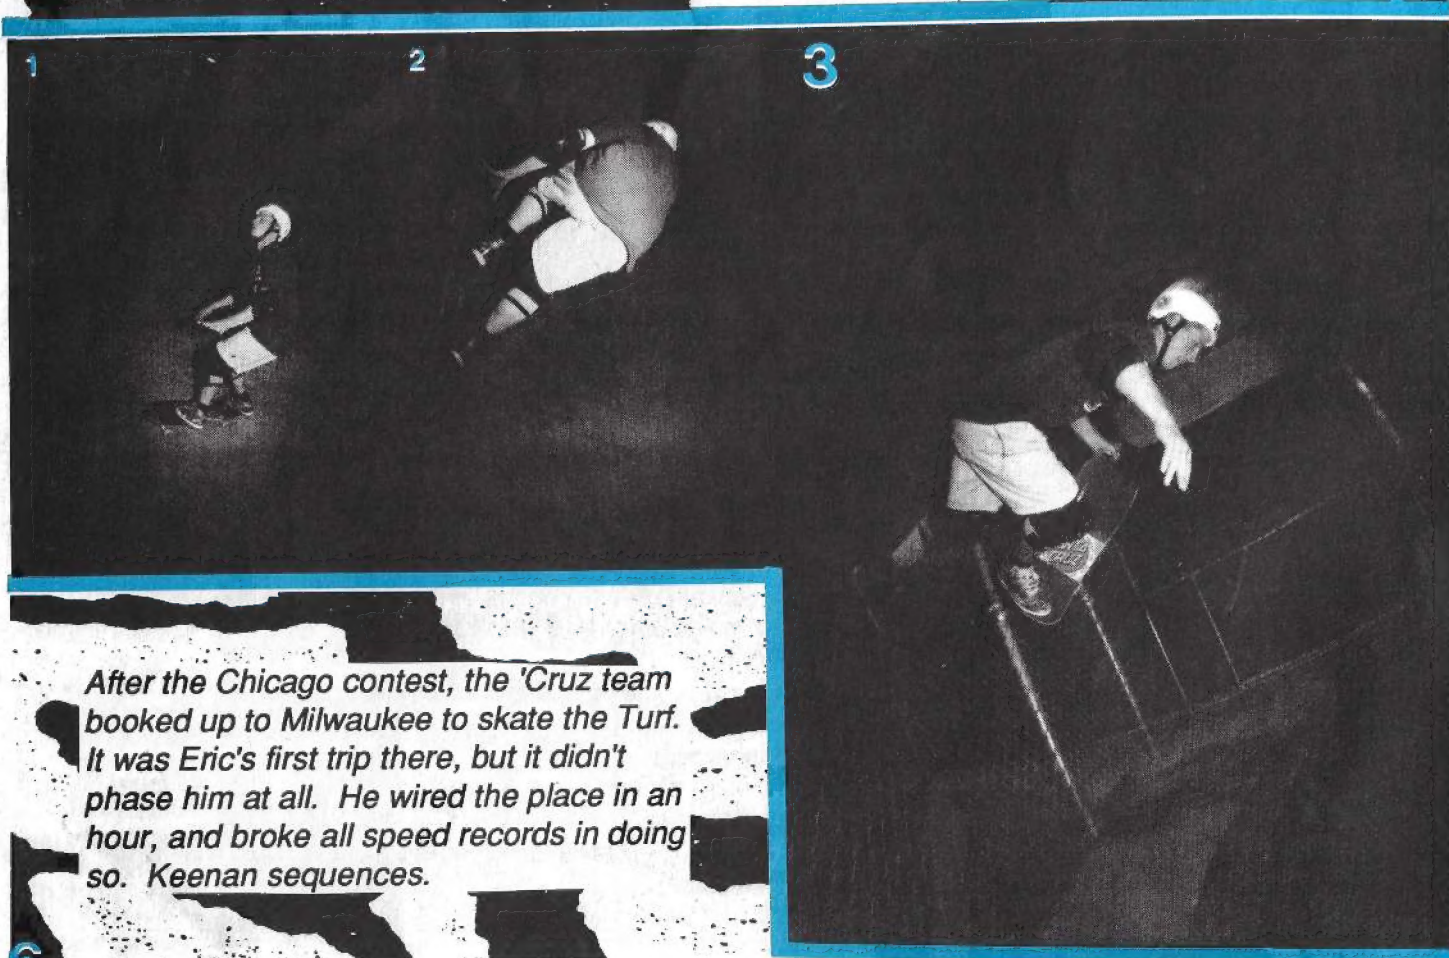 1
2
3
After the Chicago contest, the 'Cruz team
booked up to Milwaukee to skate the Turf.
It was Eric's first trip there, but it didn't
phase him at all. He wired the place in an
hour, and broke all speed records in doing
so. Keenan sequences.